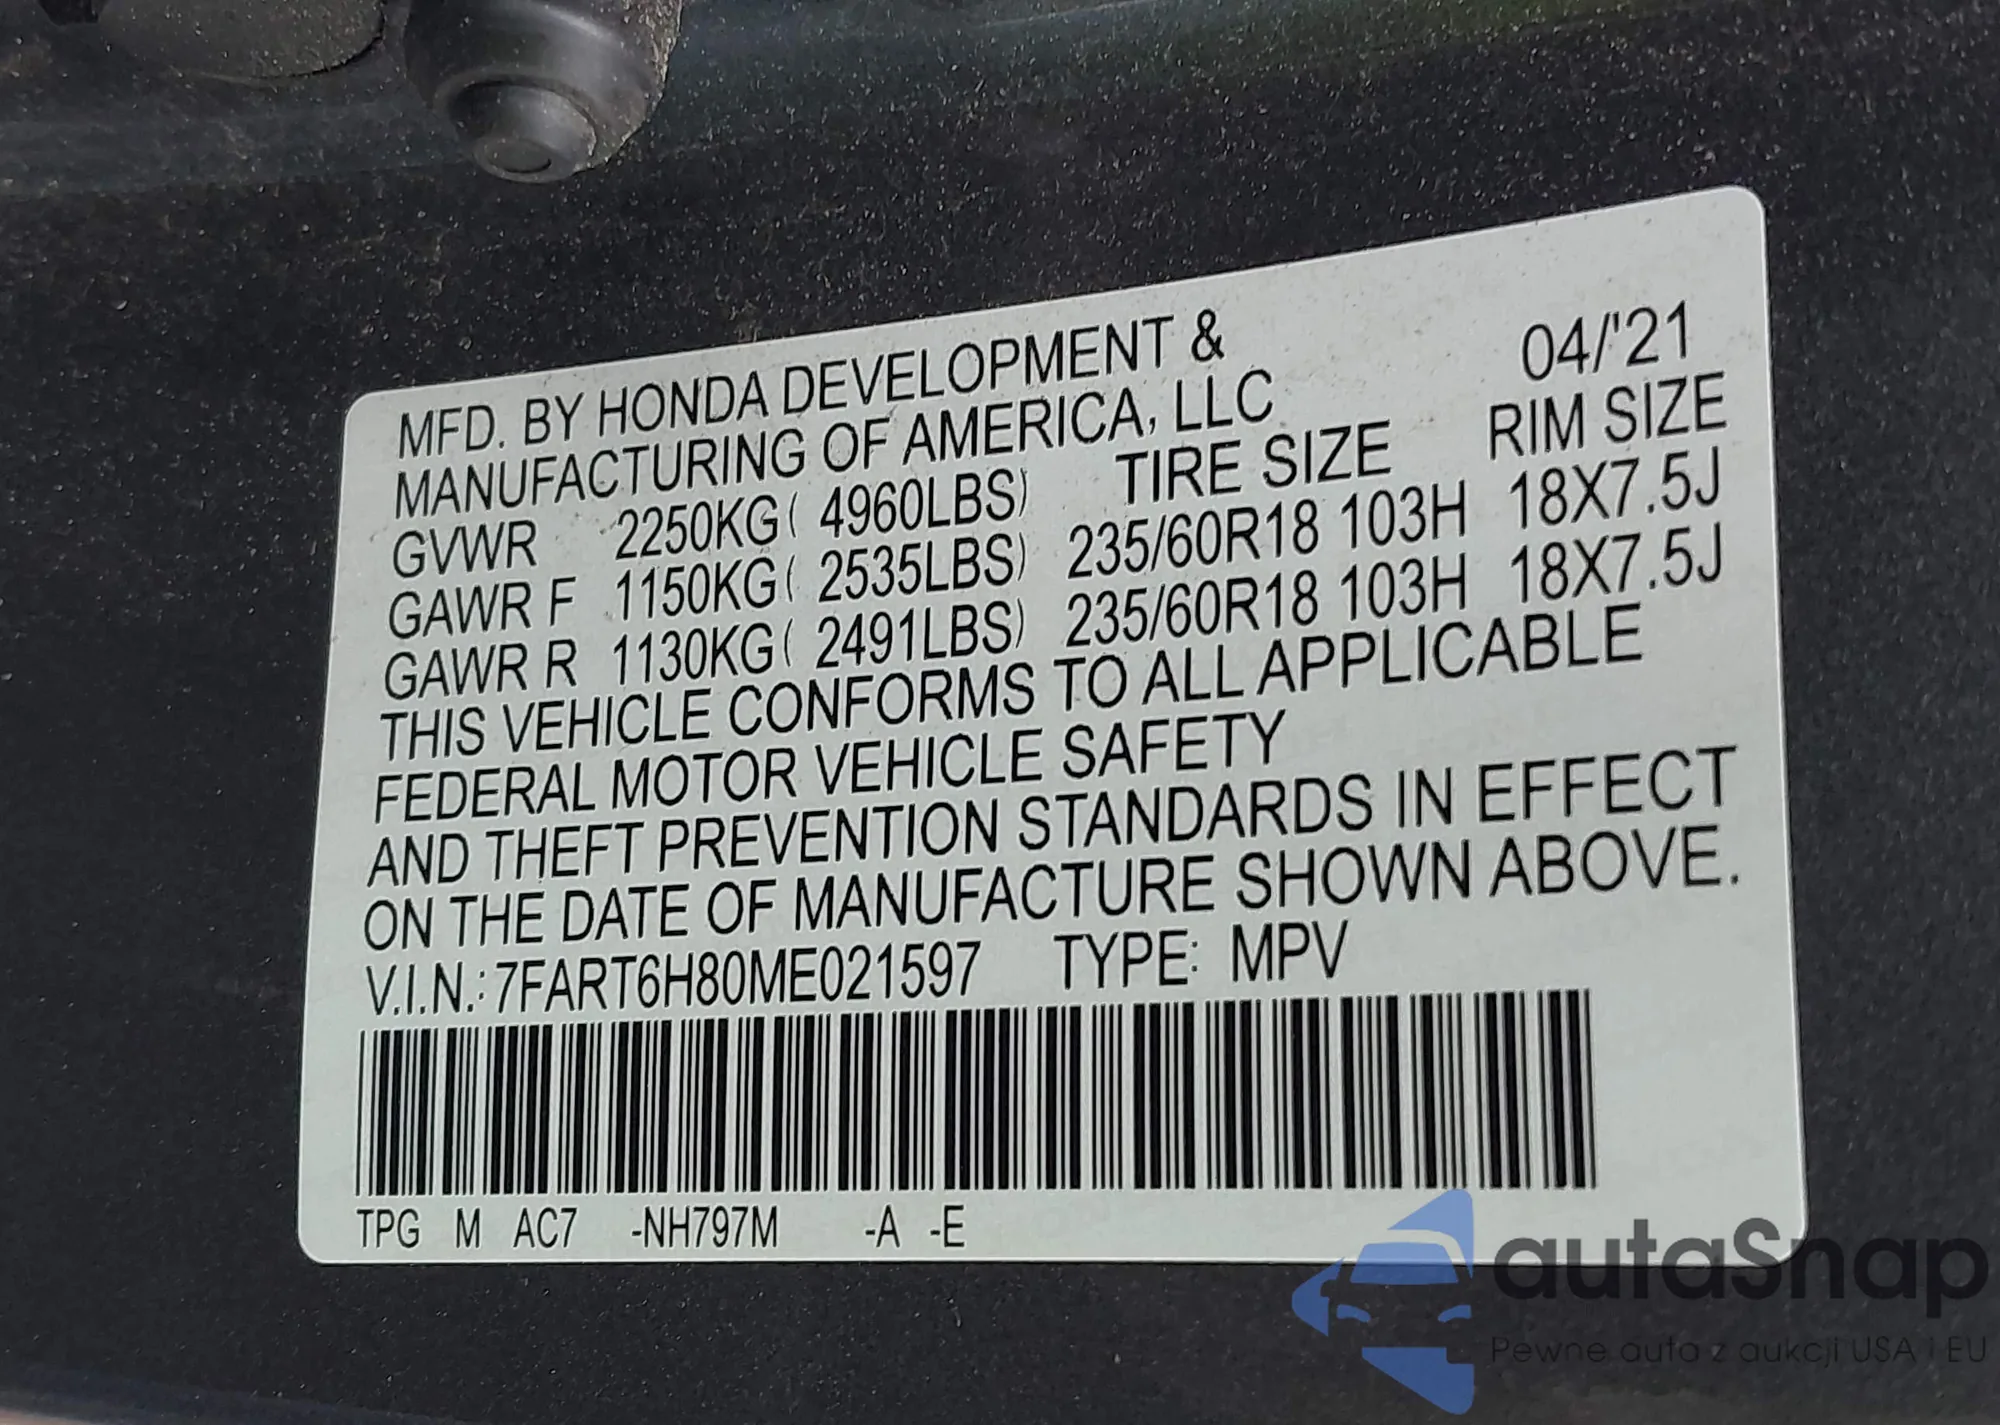 MFD. BY HONDA DEVELOPMENT & 04/'21
MANUFACTURING OF AMERICA, LLC RIM SIZE
GVWR 2250KG( 4960LBS) TIRE SIZE
GAWR F 1150KG( 2535LBS) 235/60R18 103H 18X7.5J
GAWR R 1130KG( 2491LBS) 235/60R18 103H 18X7.5J
THIS VEHICLE CONFORMS TO ALL APPLICABLE
FEDERAL MOTOR VEHICLE SAFETY
AND THEFT PREVENTION STANDARDS IN EFFECT
ON THE DATE OF MANUFACTURE SHOWN ABOVE.
V.I.N.:7FART6H80ME021597 TYPE: MPV
TPG M AC7 -NH797M -A -E
autaSnap
Pewne auta z aukcji USA i EU